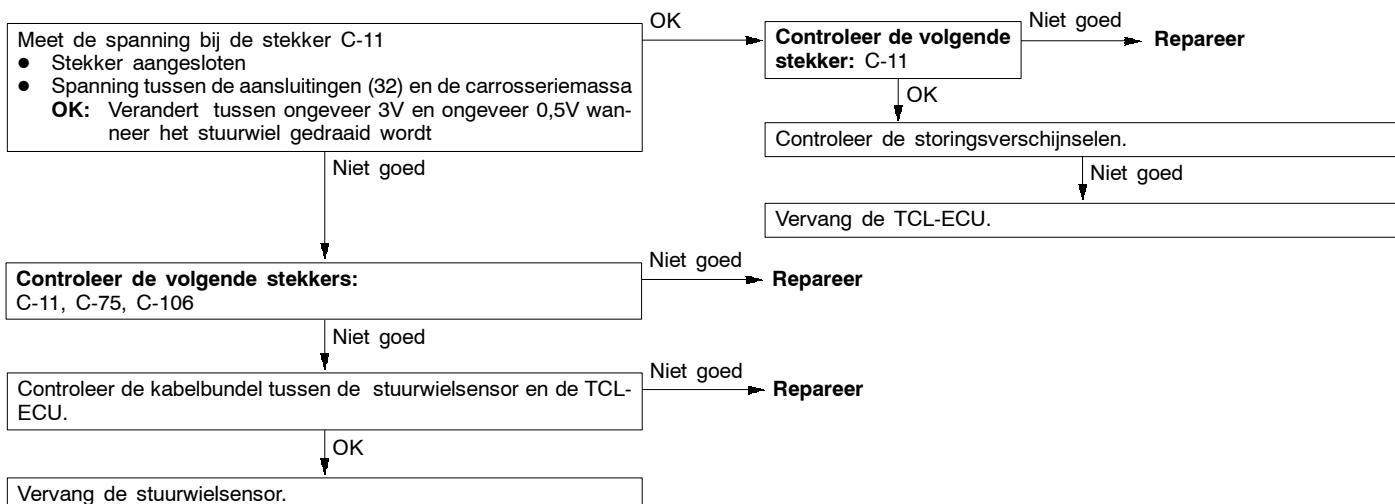 Meet de spanning bij de stekker C-11
● Stekker aangesloten
● Spanning tussen de aansluitingen (32) en de carrosseriemassa
OK: Verandert tussen ongeveer 3V en ongeveer 0,5V wan-
neer het stuurwiel gedraaid wordt
OK
Controleer de volgende
stekker: C-11
Niet goed
Repareer
OK
Controleer de storingsverschijnselen.
Niet goed
Vervang de TCL-ECU.
Niet goed
Controleer de volgende stekkers:
C-11, C-75, C-106
Niet goed
Repareer
Niet goed
Controleer de kabelbundel tussen de stuurwielsensor en de TCL-
ECU.
Niet goed
Repareer
OK
Vervang de stuurwielsensor.